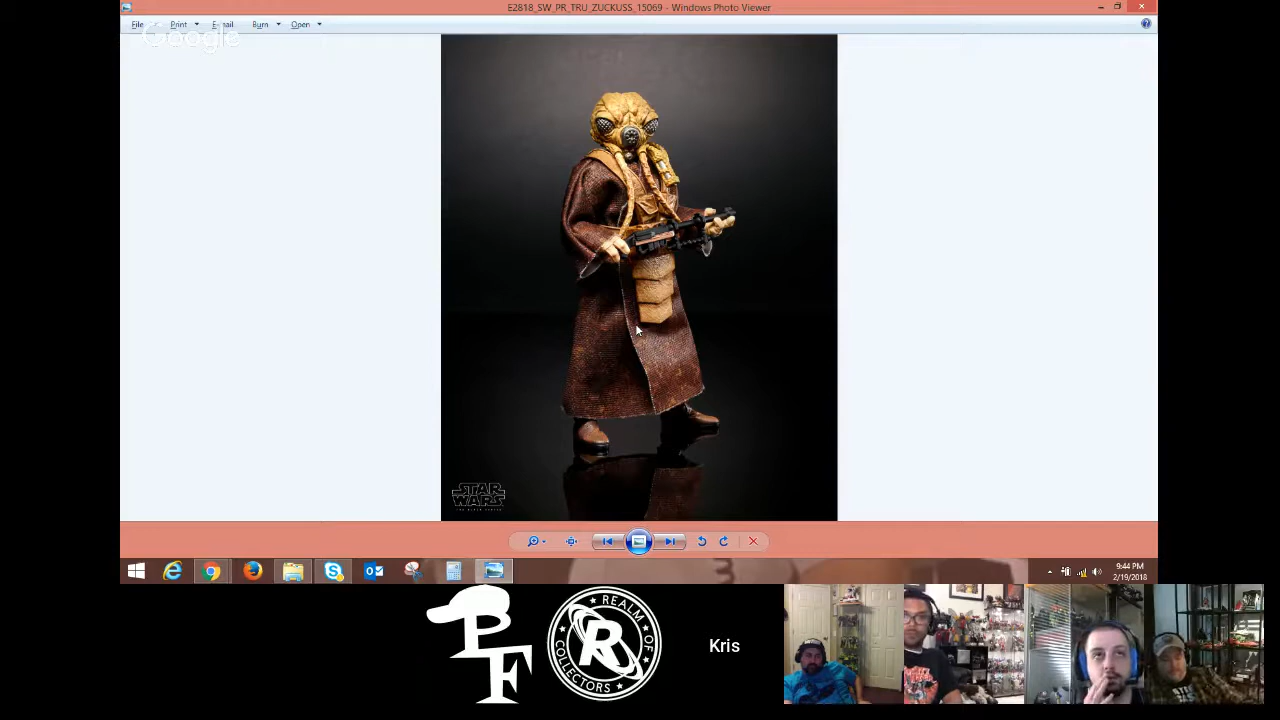 E2818_SW_PR_TRU_ZUCKUSS_15069 - Windows Photo Viewer
File Print E-mail Burn Open
Google
STAR
WARS
9:44 PM
2/19/2018
PF
REALM OF
R
COLLECTORS
Kris